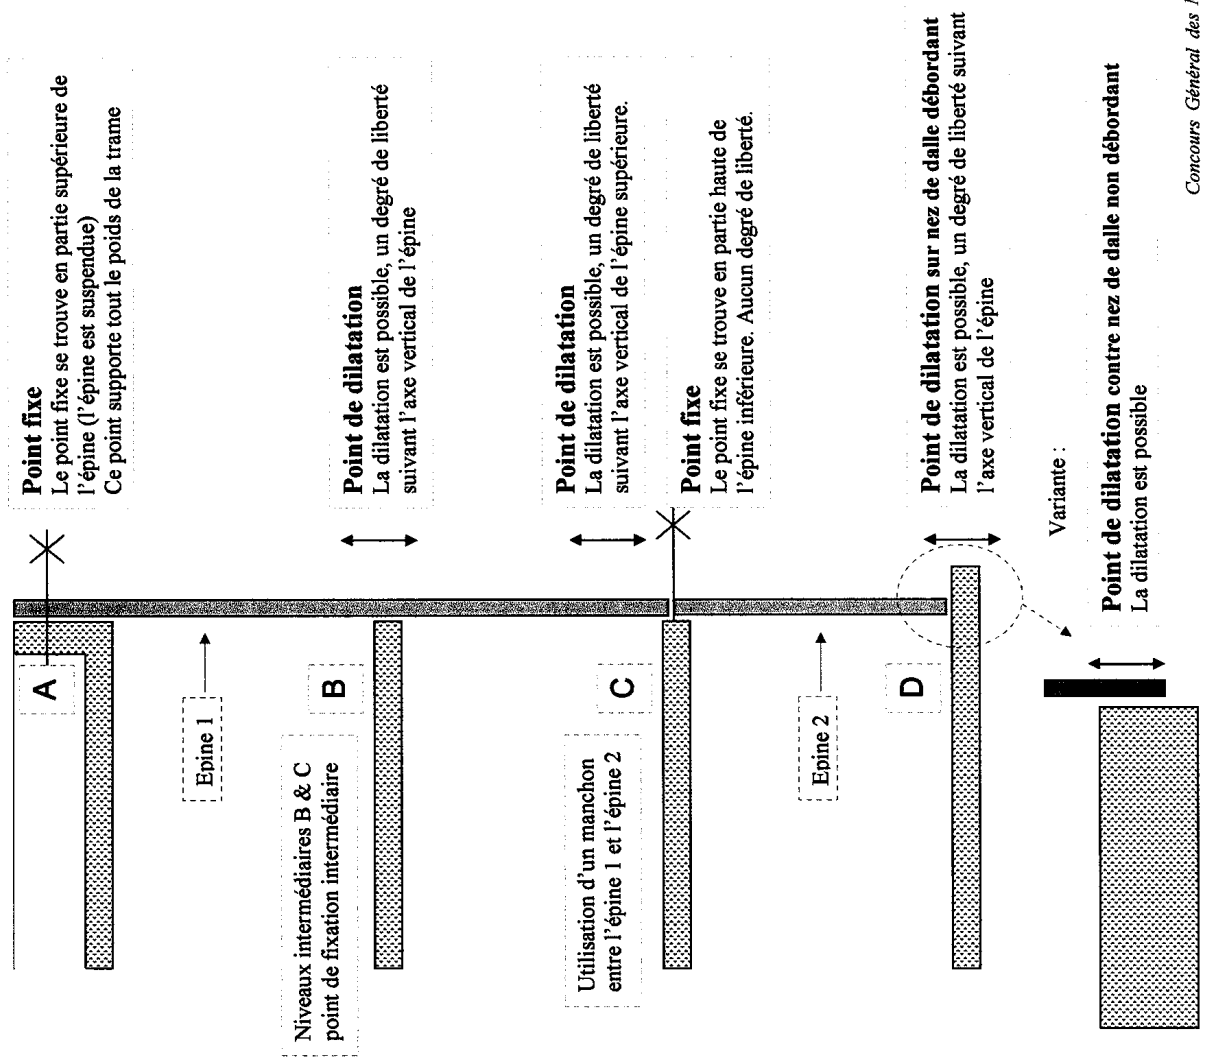 Point fixe
Le point fixe se trouve en partie supérieure de
l'épine (l'épine est suspendue)
Ce point supporte tout le poids de la trame
A
Epine 1
Niveaux intermédiaires B & C
point de fixation intermédiaire
B
Point de dilatation
La dilatation est possible, un degré de liberté
suivant l'axe vertical de l'épine
Utilisation d'un manchon
entre l'épine 1 et l'épine 2
C
Point de dilatation
La dilatation est possible, un degré de liberté
suivant l'axe vertical de l'épine supérieure.
Point fixe
Le point fixe se trouve en partie haute de
l'épine inférieure. Aucun degré de liberté.
Epine 2
D
Point de dilatation sur nez de dalle débordant
La dilatation est possible, un degré de liberté suivant
l'axe vertical de l'épine
Variante :
Point de dilatation contre nez de dalle non débordant
La dilatation est possible
Concours Général des